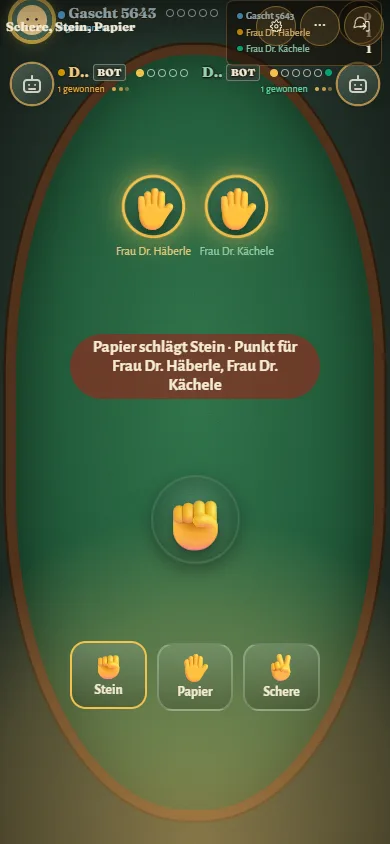 Gascht 5643
Schere, Stein, Papier
Gascht 5643
Frau Dr. Häberle
Frau Dr. Kächele
D.. BOT
1 gewonnen
D.. BOT
1 gewonnen
Frau Dr. Häberle
Frau Dr. Kächele
Papier schlägt Stein · Punkt für
Frau Dr. Häberle, Frau Dr.
Kächele
Stein
Papier
Schere